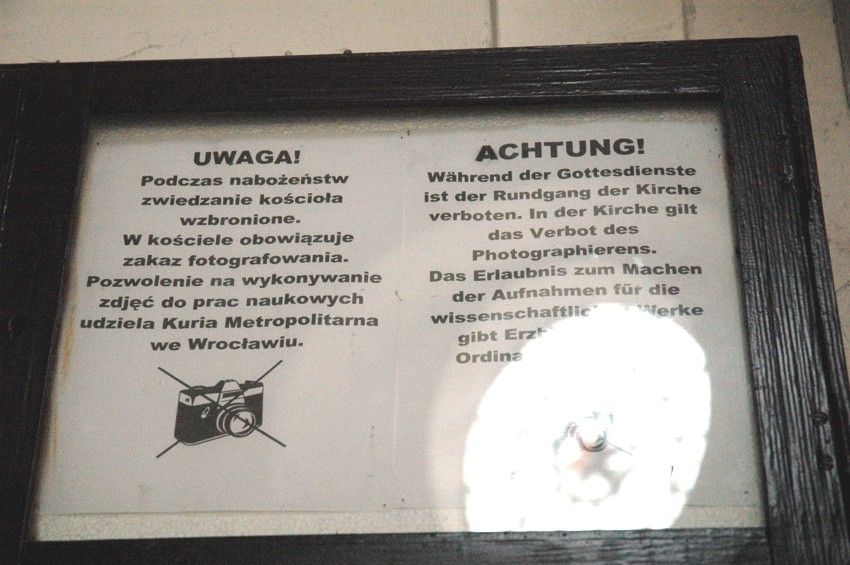 UWAGA!
Podczas nabożeństw
zwiedzanie kościoła
wzbronione.
W kościele obowiązuje
zakaz fotografowania.
Pozwolenie na wykonywanie
zdjęć do prac naukowych
udziela Kuria Metropolitarna
we Wrocławiu.
ACHTUNG!
Während der Gottesdienste
ist der Rundgang der Kirche
verboten. In der Kirche gilt
das Verbot des
Photographierens.
Das Erlaubnis zum Machen
der Aufnahmen für die
Werke
gibt